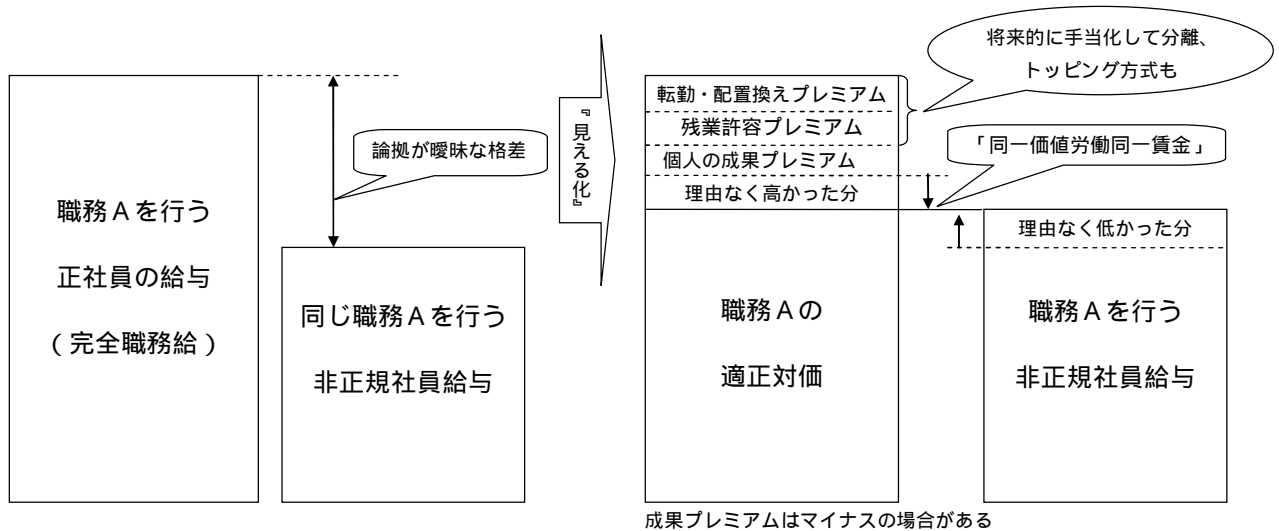 職務Aを行う
正社員の給与
(完全職務給)
論拠が曖昧な格差
同じ職務Aを行う
非正規社員給与
『見える化』
将来的に手当化して分離、
トッピング方式も
転勤・配置換えプレミアム
残業許容プレミアム
個人の成果プレミアム
理由なく高かった分
職務Aの
適正対価
「同一価値労働同一賃金」
理由なく低かった分
職務Aを行う
非正規社員給与
成果プレミアムはマイナスの場合がある